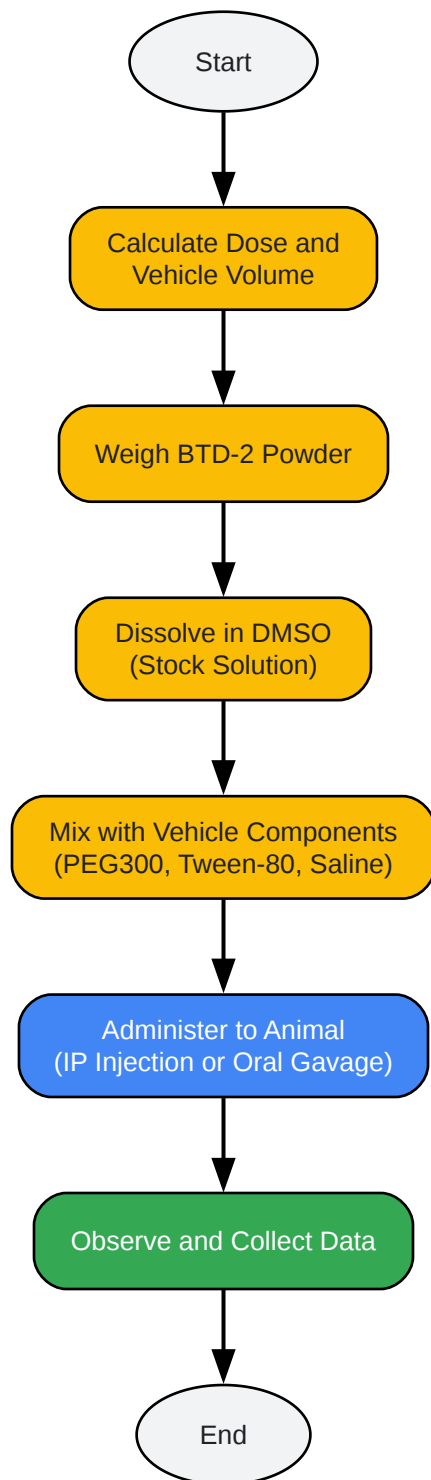 Start
Calculate Dose and
Vehicle Volume
Weigh BTD-2 Powder
Dissolve in DMSO
(Stock Solution)
Mix with Vehicle Components
(PEG300, Tween-80, Saline)
Administer to Animal
(IP Injection or Oral Gavage)
Observe and Collect Data
End